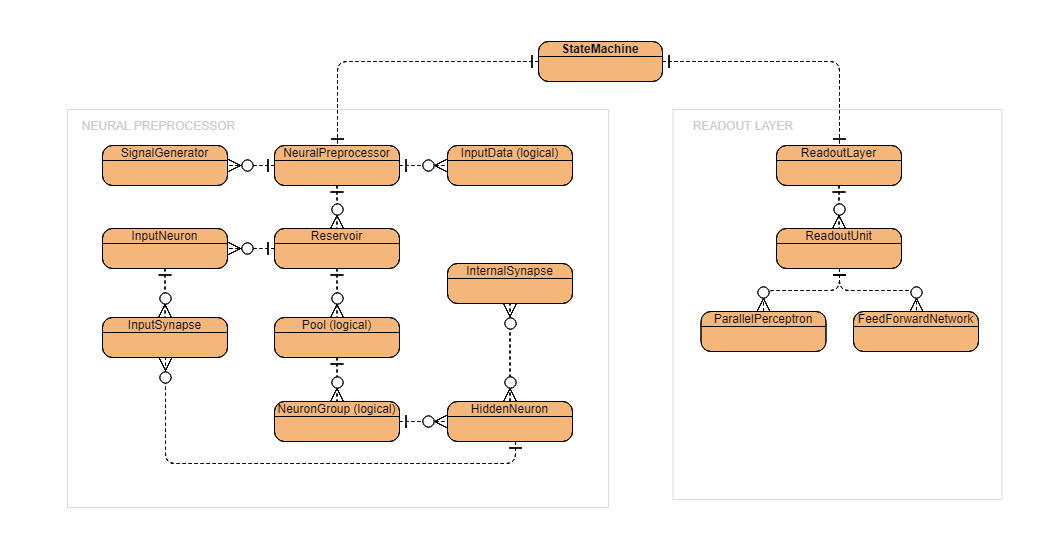 StateMachine
NEURAL PREPROCESSOR
SignalGenerator
NeuralPreprocessor
InputData (logical)
InputNeuron
Reservoir
InternalSynapse
InputSynapse
Pool (logical)
NeuronGroup (logical)
HiddenNeuron
READOUT LAYER
ReadoutLayer
ReadoutUnit
ParallelPerceptron
FeedForwardNetwork